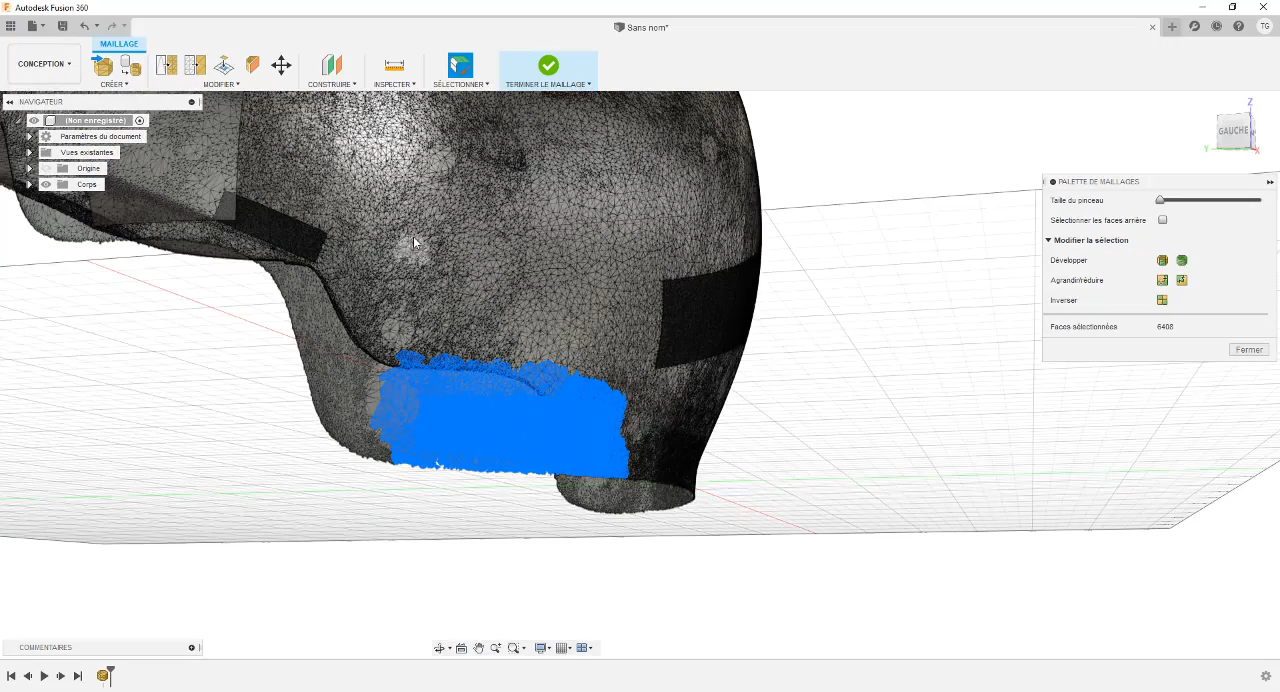 Autodesk Fusion 360
Sans nom*
TG
MAILLAGE
CONCEPTION
CRÉER
MODIFIER
CONSTRUIRE
INSPECTER
SÉLECTIONNER
TERMINER LE MAILLAGE
NAVIGATEUR
(Non enregistré)
Paramètres du document
Vues existantes
Origine
Corps
Z
GAUCHE
Y
X
PALETTE DE MAILLAGES
Taille du pinceau
Sélectionner les faces arrière
Modifier la sélection
Développer
Agrandir/réduire
Inverser
Faces sélectionnées 6408
Fermer
COMMENTAIRES